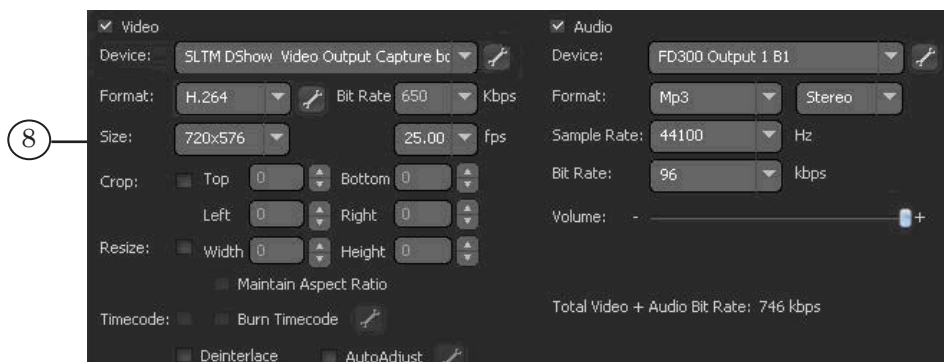 Video
Device: SLTM DShow Video Output Capture bc
Format: H.264 Bit Rate 650 Kbps
8 Size: 720x576 25.00 fps
Crop: Top 0 Bottom 0
Left 0 Right 0
Resize: Width 0 Height 0
Maintain Aspect Ratio
Timecode: Burn Timecode
Deinterlace AutoAdjust
Audio
Device: FD300 Output 1 B1
Format: Mp3 Stereo
Sample Rate: 44100 Hz
Bit Rate: 96 kbps
Volume: - +
Total Video + Audio Bit Rate: 746 kbps